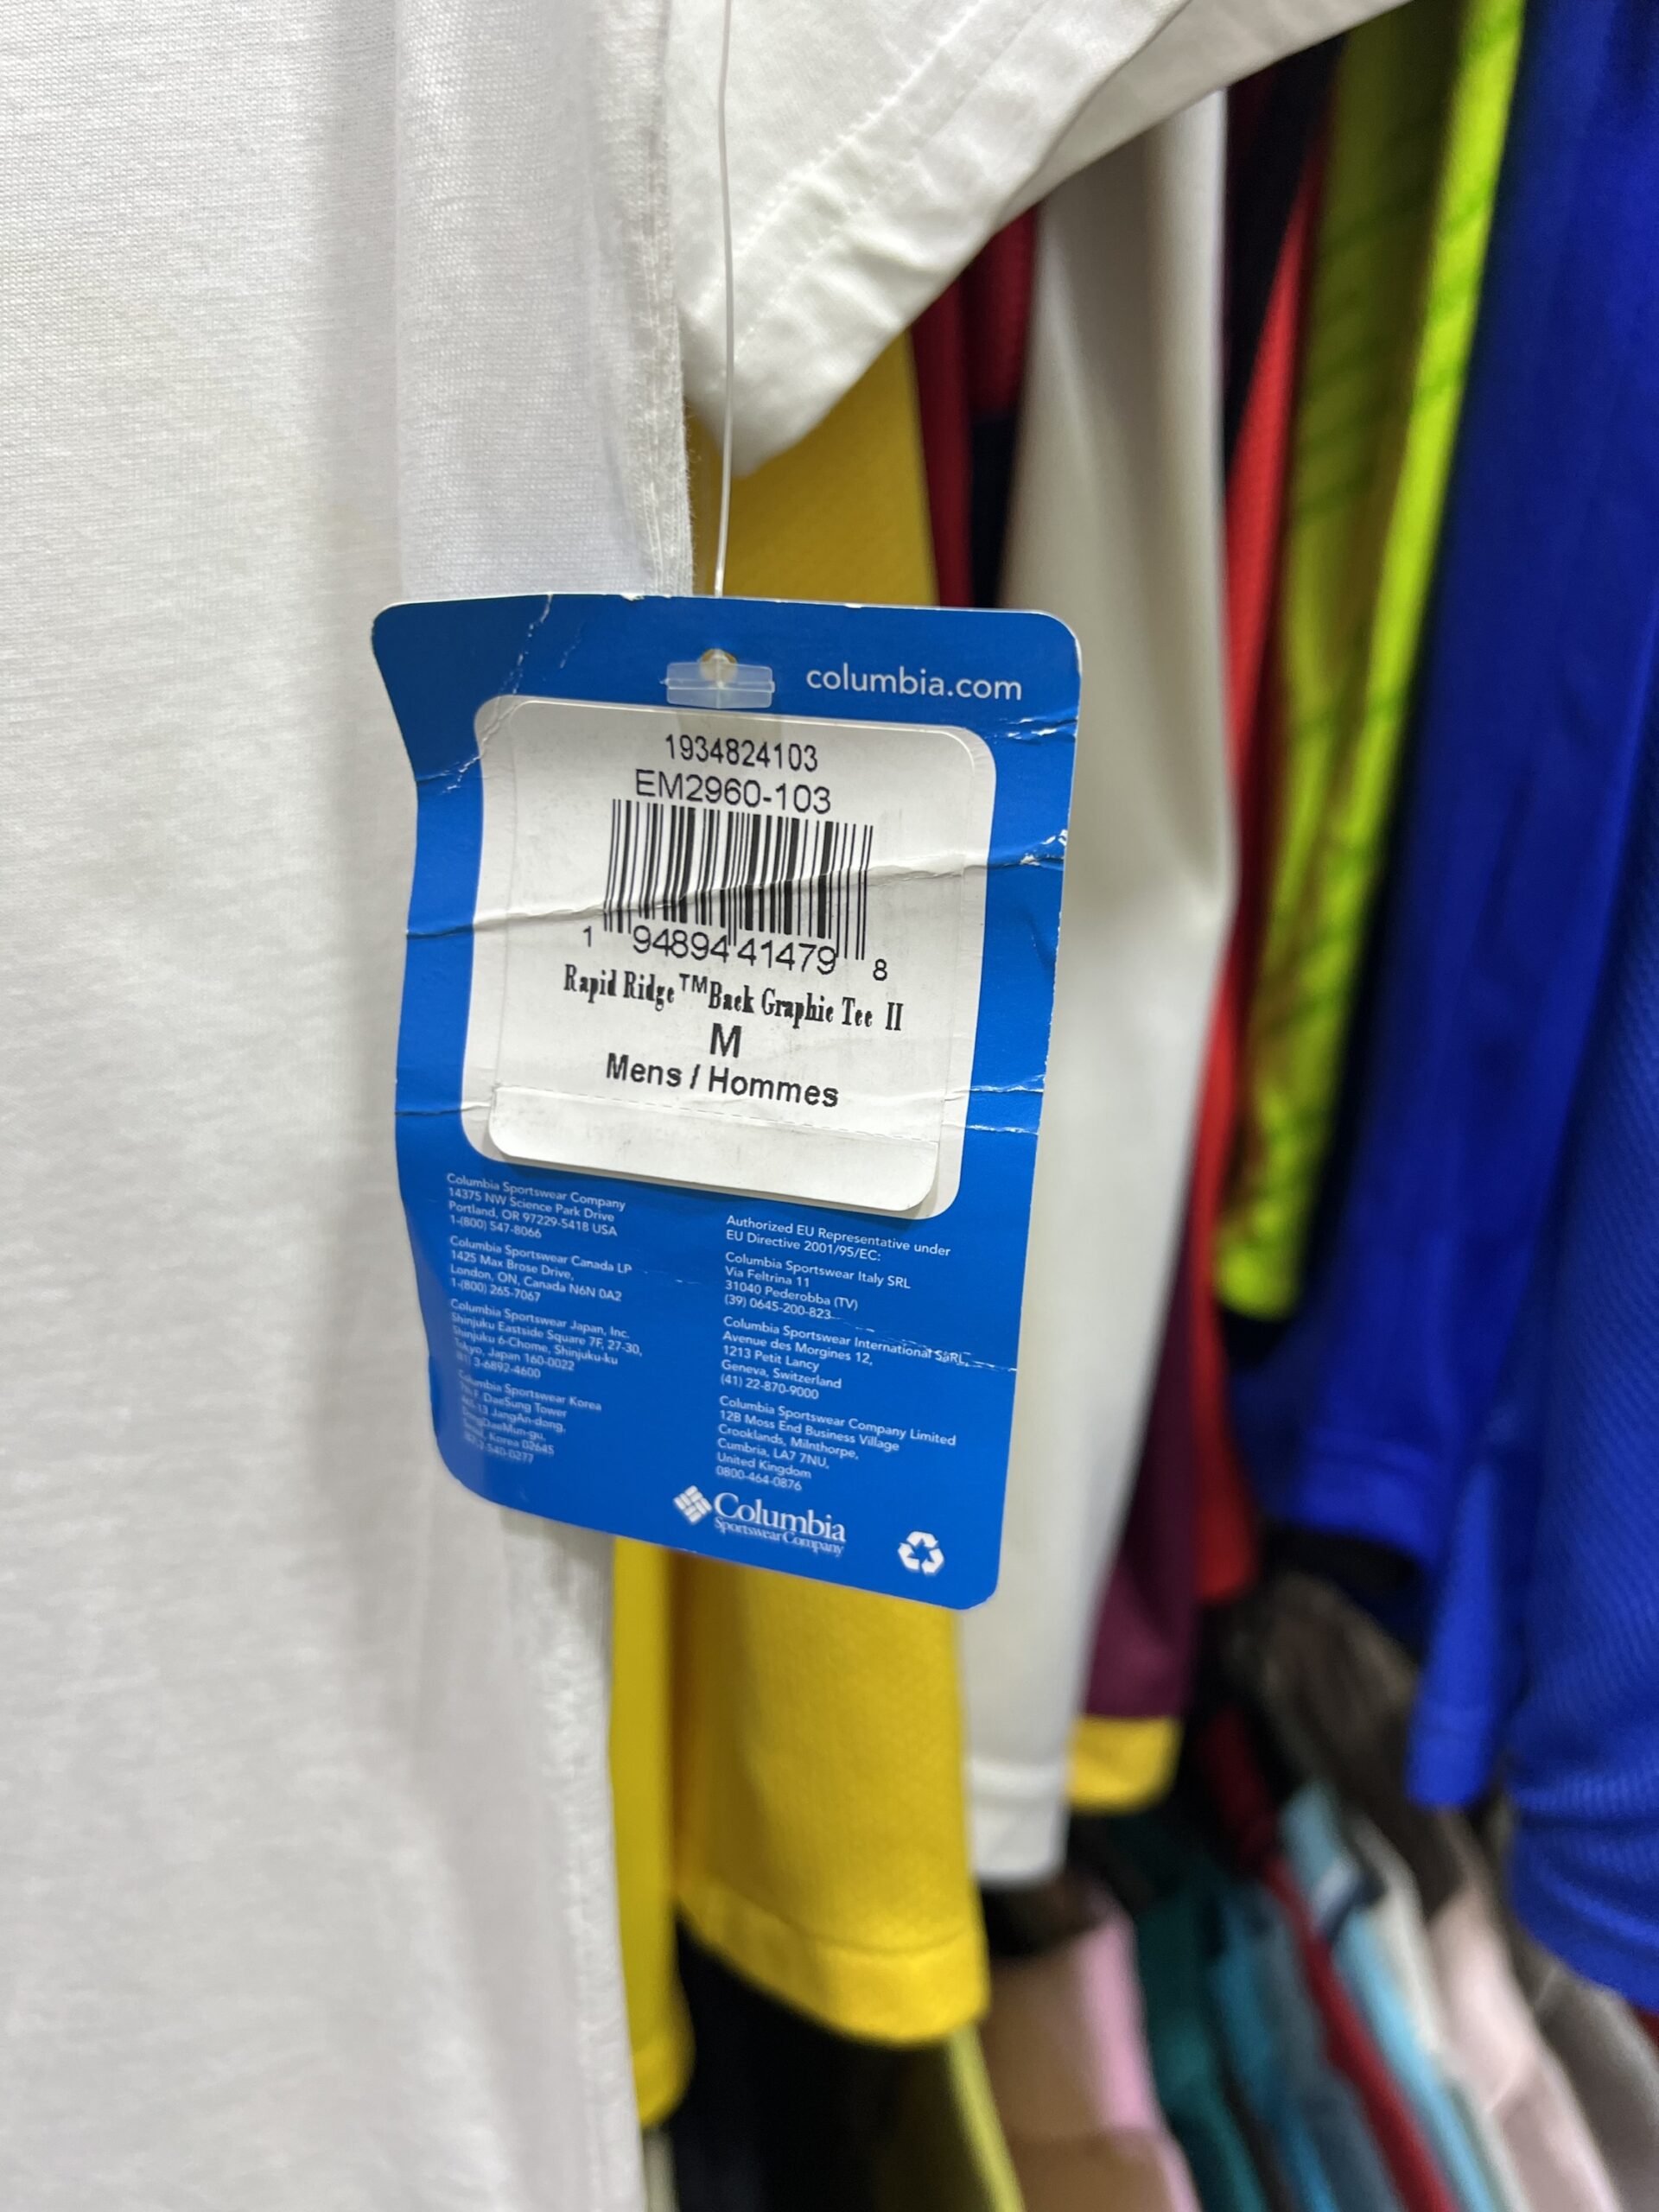 columbia.com
1934824103
EM2960-103
1 94894 41479 8
Rapid Ridge™ Back Graphic Tee II
M
Mens / Hommes
Columbia Sportswear Company
14375 NW Science Park Drive
Portland, OR 97229-5418 USA
1-(800) 547-8066
Columbia Sportswear Canada LP
1425 Max Brose Drive,
London, ON, Canada N6N 0A2
1-(800) 265-7067
Columbia Sportswear Japan, Inc.
Shinjuku Eastside Square 7F, 27-30,
Shinjuku 6-Chome, Shinjuku-ku
Tokyo, Japan 160-0022
3-6892-4600
Columbia Sportswear Korea
DaeSung Tower
JangAn-dong,
Korea 02645
Authorized EU Representative under
EU Directive 2001/95/EC:
Columbia Sportswear Italy SRL
Via Feltrina 11
31040 Pederobba (TV)
(39) 0645-200-823
Columbia Sportswear International SàRL,
Avenue des Morgines 12,
1213 Petit Lancy
Geneva, Switzerland
(41) 22-870-9000
Columbia Sportswear Company Limited
12B Moss End Business Village
Crooklands, Milnthorpe,
Cumbria, LA7 7NU,
United Kingdom
0800-464-0876
Columbia
Sportswear Company